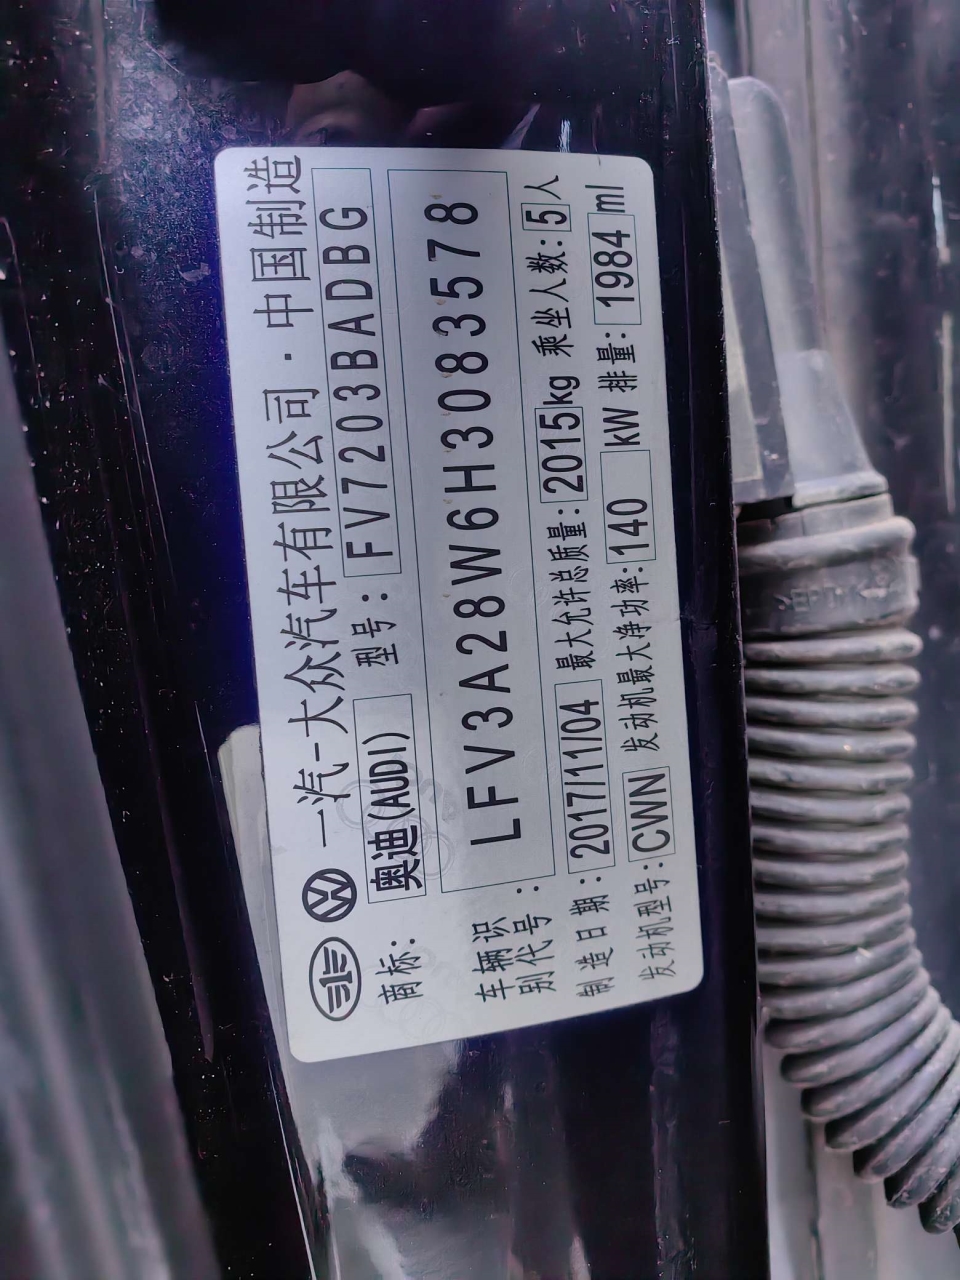 一汽-大众汽车有限公司·中国制造
商标: 奥迪(AUDI) 型号: FV7203BADBG
车辆识别代号: LFV3A28W6H3083578
制造日期: 2017/11/04 最大允许总质量: 2015kg 乘坐人数: 5人
发动机型号: CWN 发动机最大净功率: 140 kW 排量: 1984 ml